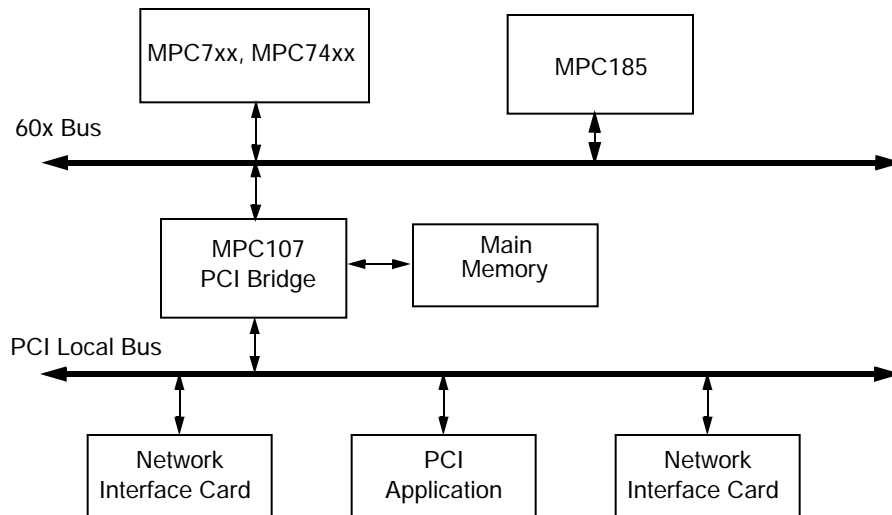 MPC7xx, MPC74xx
MPC185
60x Bus
MPC107
PCI Bridge
Main
Memory
PCI Local Bus
Network
Interface Card
PCI
Application
Network
Interface Card